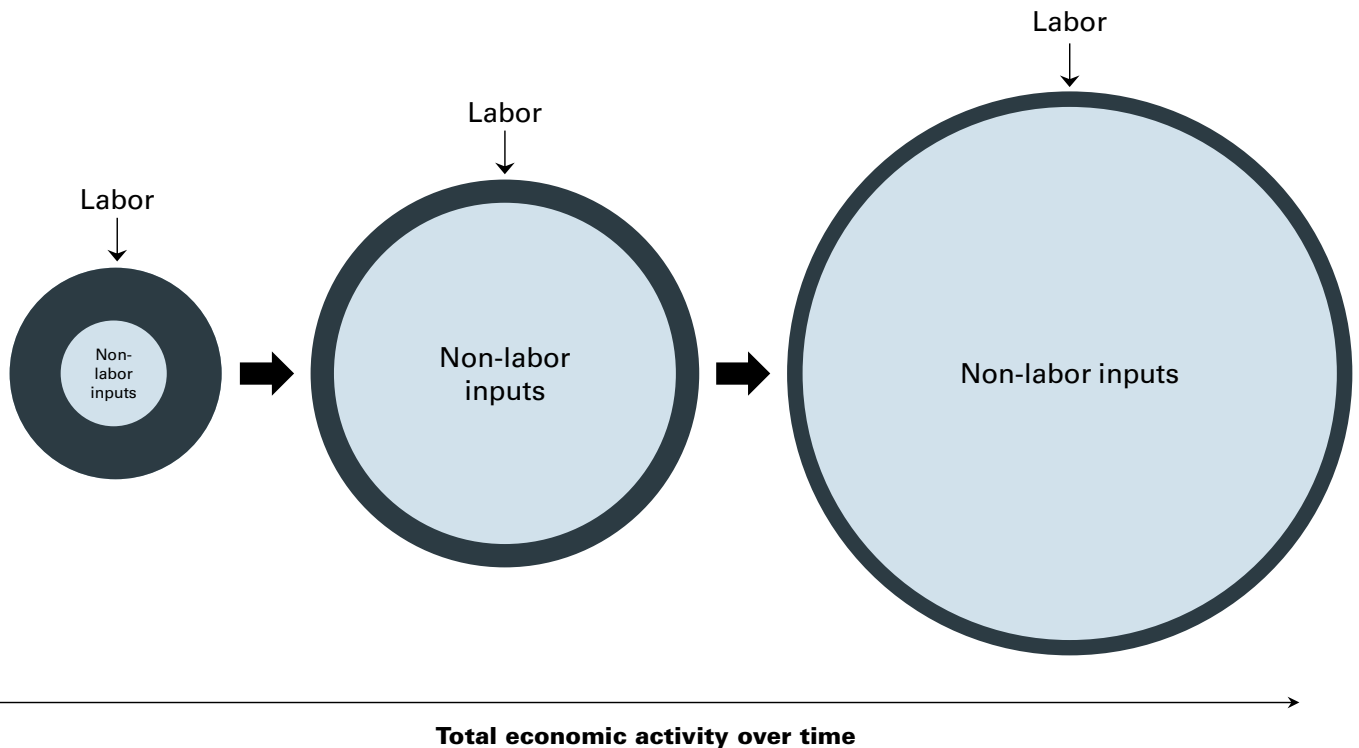 Labor
Non-
labor
inputs
Labor
Non-labor
inputs
Labor
Non-labor inputs
Total economic activity over time